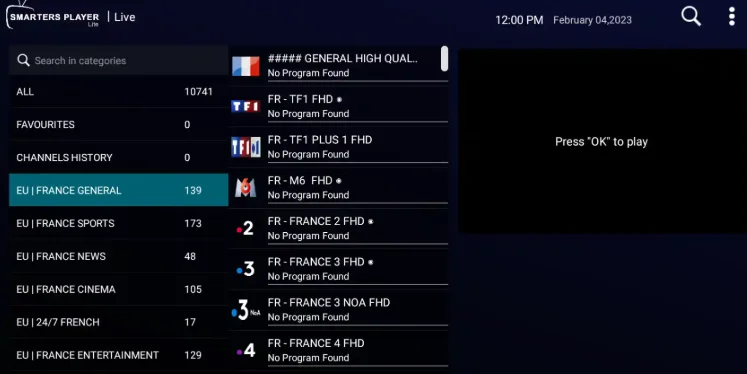 SMARTERS PLAYER
Lite
| Live
12:00 PM February 04,2023
Search in categories
ALL 10741
FAVOURITES 0
CHANNELS HISTORY 0
EU | FRANCE GENERAL 139
EU | FRANCE SPORTS 173
EU | FRANCE NEWS 48
EU | FRANCE CINEMA 105
EU | 24/7 FRENCH 17
EU | FRANCE ENTERTAINMENT 129
##### GENERAL HIGH QUAL..
No Program Found
TF1
FR - TF1 FHD ◉
No Program Found
TF1 +1
FR - TF1 PLUS 1 FHD
No Program Found
M6
FR - M6 FHD ◉
No Program Found
2
FR - FRANCE 2 FHD ◉
No Program Found
3
FR - FRANCE 3 FHD ◉
No Program Found
3 NoA
FR - FRANCE 3 NOA FHD
No Program Found
4
FR - FRANCE 4 FHD
No Program Found
Press "OK" to play